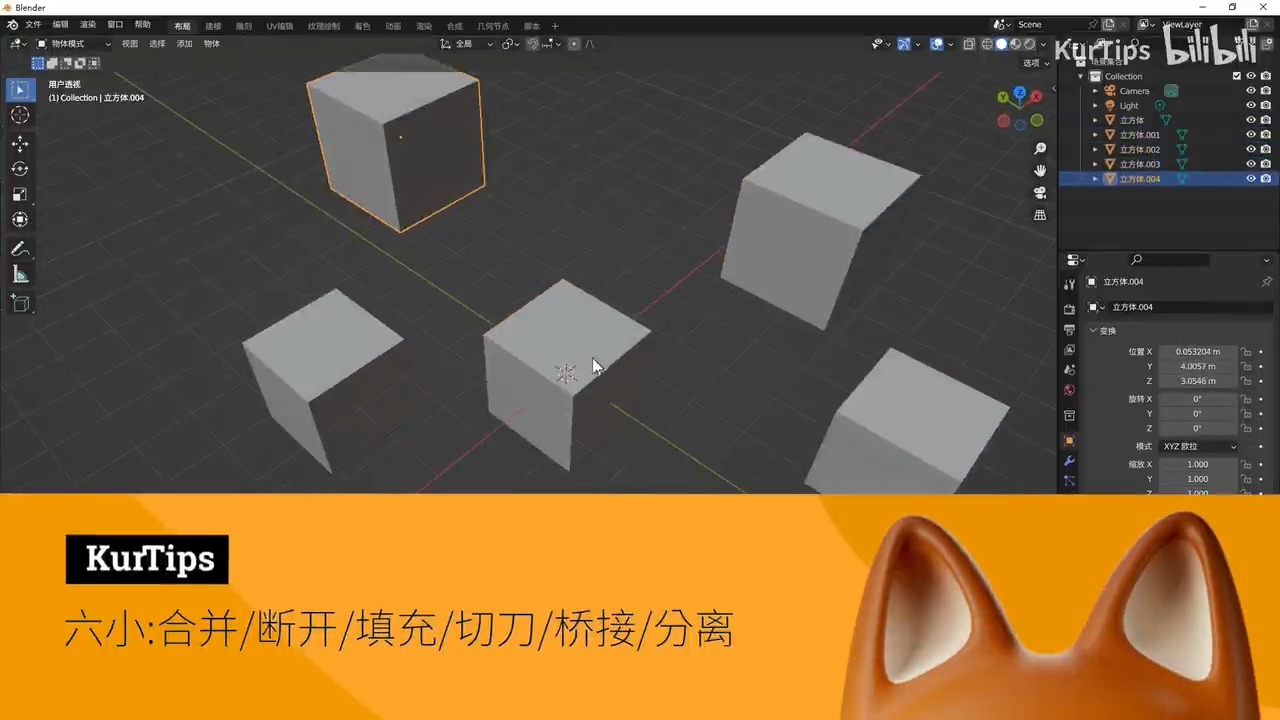 Blender
文件 编辑 渲染 窗口 帮助 布局 建模 雕刻 UV编辑 纹理绘制 着色 动画 渲染 合成 几何节点 脚本 + Scene ViewLayer
物体模式 视图 选择 添加 物体 全局
KurTips bilibili
选项
用户透视
(1) Collection | 立方体.004
场景集合
Collection
Camera
Light
立方体
立方体.001
立方体.002
立方体.003
立方体.004
X
Y
Z
立方体.004
立方体.004
变换
位置 X 0.053204 m
Y 4.0057 m
Z 3.0546 m
旋转 X 0°
Y 0°
Z 0°
模式 XYZ 欧拉
缩放 X 1.000
Y 1.000
Z 1.000
KurTips
六小:合并/断开/填充/切刀/桥接/分离